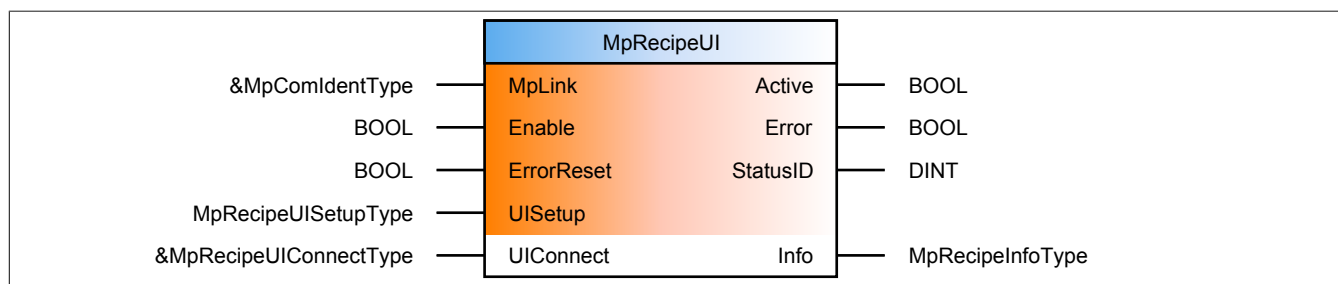 MpRecipeUI
&MpComIdentType MpLink Active BOOL
BOOL Enable Error BOOL
BOOL ErrorReset StatusID DINT
MpRecipeUISetupType UISetup
&MpRecipeUIConnectType UIConnect Info MpRecipeInfoType